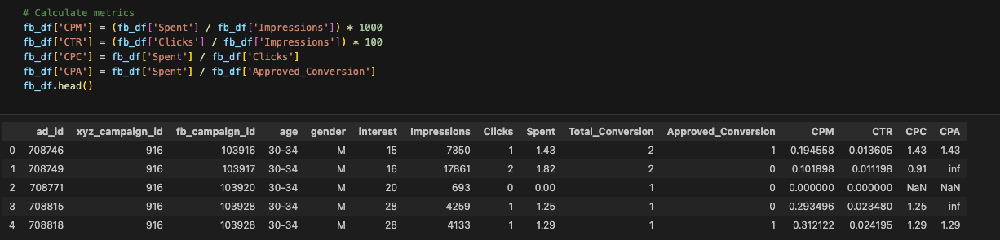 # Calculate metrics
fb_df['CPM'] = (fb_df['Spent'] / fb_df['Impressions']) * 1000
fb_df['CTR'] = (fb_df['Clicks'] / fb_df['Impressions']) * 100
fb_df['CPC'] = fb_df['Spent'] / fb_df['Clicks']
fb_df['CPA'] = fb_df['Spent'] / fb_df['Approved_Conversion']
fb_df.head()
ad_id xyz_campaign_id fb_campaign_id age gender interest Impressions Clicks Spent Total_Conversion Approved_Conversion CPM CTR CPC CPA
0 708746 916 103916 30-34 M 15 7350 1 1.43 2 1 0.194558 0.013605 1.43 1.43
1 708749 916 103917 30-34 M 16 17861 2 1.82 2 0 0.101898 0.011198 0.91 inf
2 708771 916 103920 30-34 M 20 693 0 0.00 1 0 0.000000 0.000000 NaN NaN
3 708815 916 103928 30-34 M 28 4259 1 1.25 1 0 0.293496 0.023480 1.25 inf
4 708818 916 103928 30-34 M 28 4133 1 1.29 1 1 0.312122 0.024195 1.29 1.29